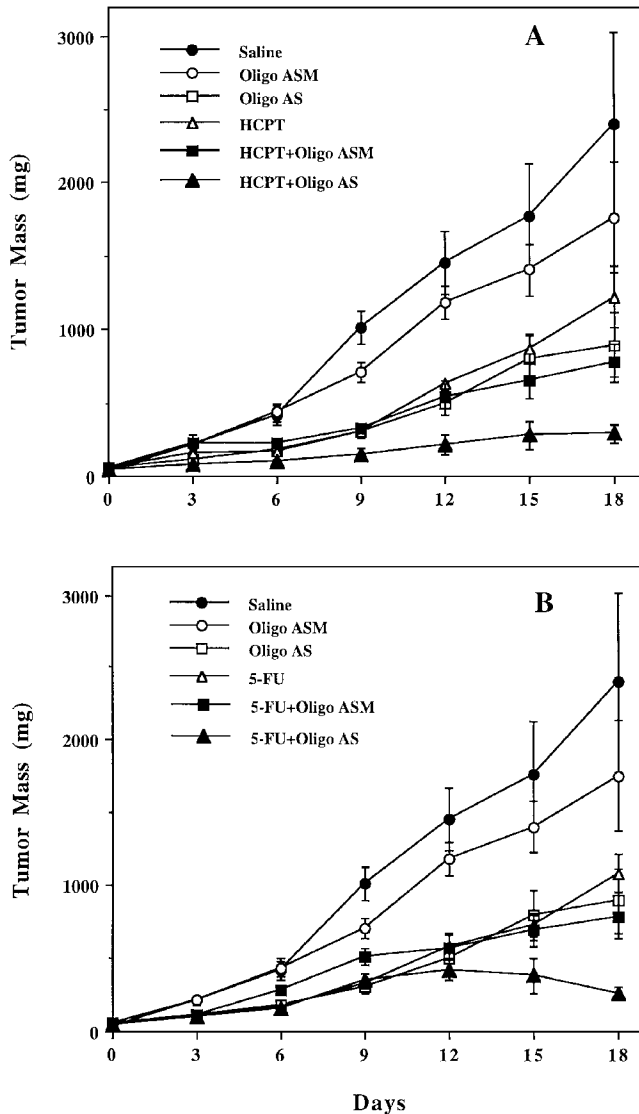 A
3000
2000
1000
0
Tumor Mass (mg)
Saline
Oligo ASM
Oligo AS
HCPT
HCPT+Oligo ASM
HCPT+Oligo AS
0 3 6 9 12 15 18
B
3000
2000
1000
0
Tumor Mass (mg)
Saline
Oligo ASM
Oligo AS
5-FU
5-FU+Oligo ASM
5-FU+Oligo AS
0 3 6 9 12 15 18
Days